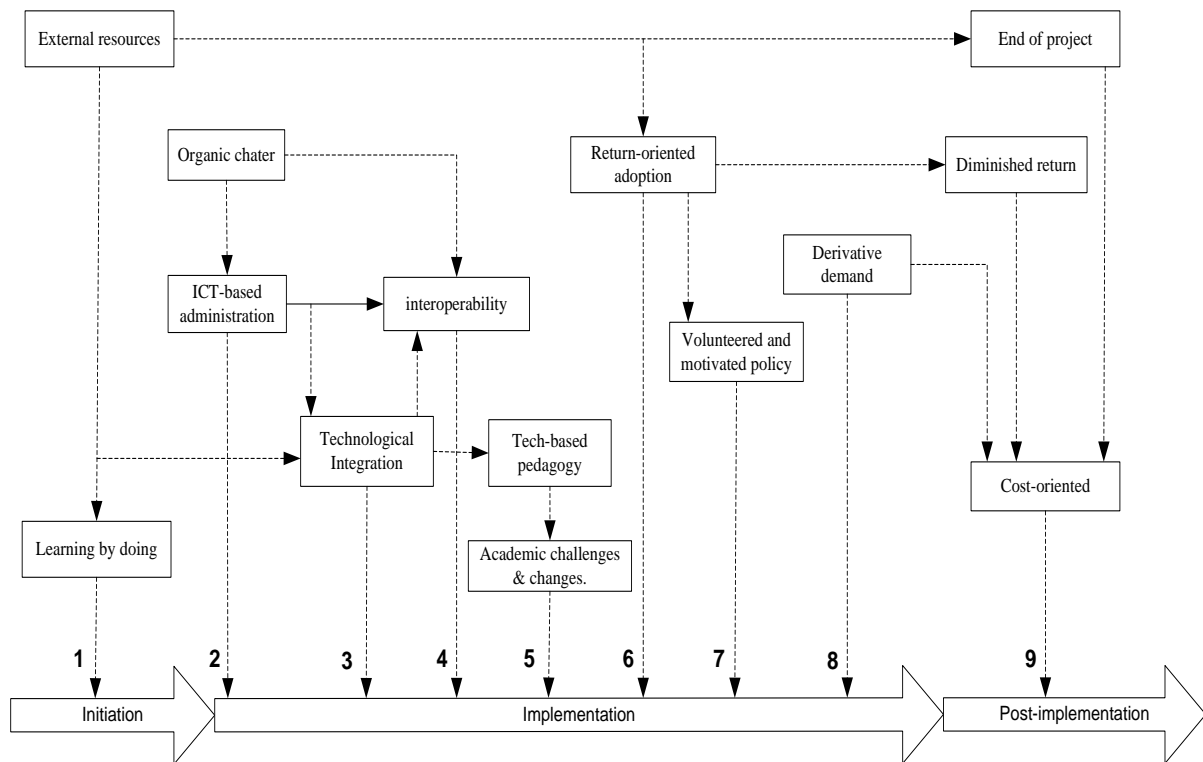 External resources
End of project
Organic chater
Return-oriented
adoption
Diminished return
Derivative
demand
ICT-based
administration
interoperability
Volunteered and
motivated policy
Technological
Integration
Tech-based
pedagogy
Cost-oriented
Learning by doing
Academic challenges
& changes.
1
2
3
4
5
6
7
8
9
Initiation
Implementation
Post-implementation